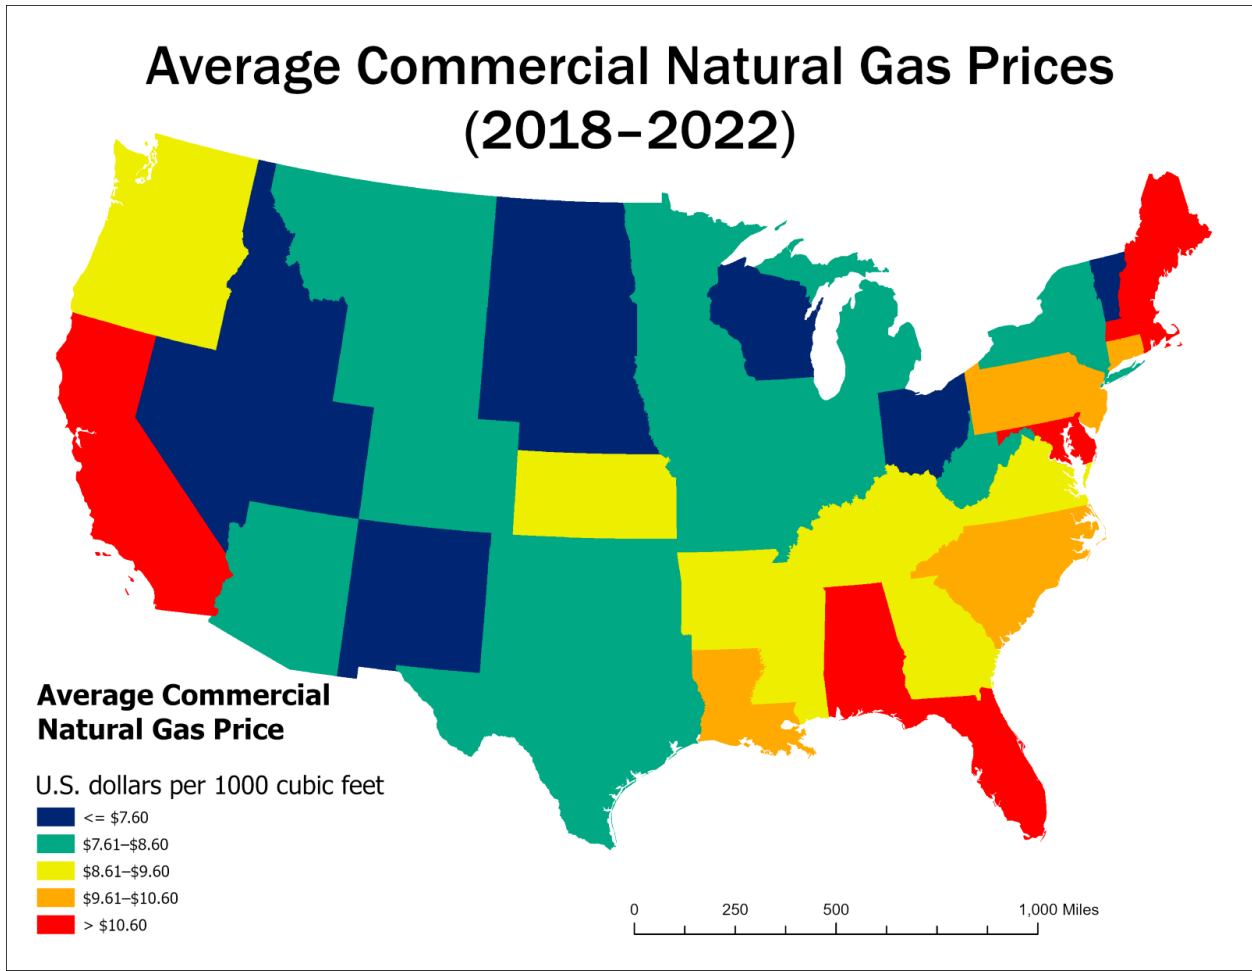 Average Commercial Natural Gas Prices
(2018–2022)
Average Commercial
Natural Gas Price
U.S. dollars per 1000 cubic feet
<= $7.60
$7.61–$8.60
$8.61–$9.60
$9.61–$10.60
> $10.60
0 250 500 1,000 Miles